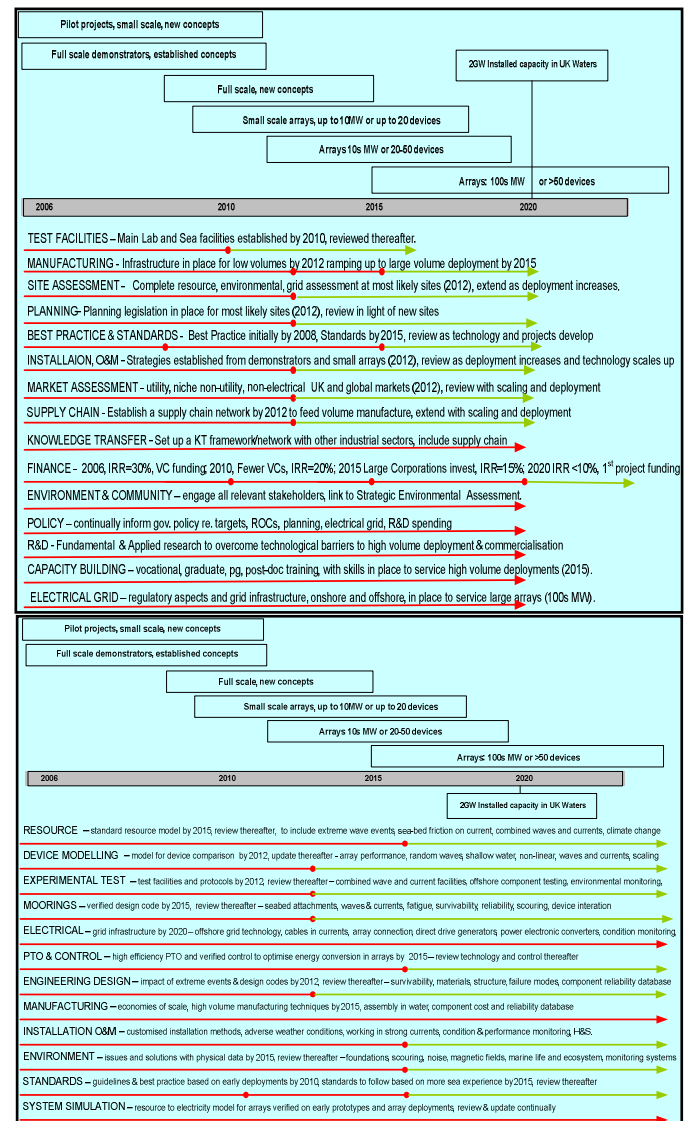 Pilot projects, small scale, new concepts
Full scale demonstrators, established concepts
2GW Installed capacity in UK Waters
Full scale, new concepts
Small scale arrays, up to 10MW or up to 20 devices
Arrays 10s MW or 20-50 devices
Arrays: 100s MW or >50 devices
2006 2010 2015 2020
TEST FACILITIES – Main Lab and Sea facilities established by 2010, reviewed thereafter.
MANUFACTURING - Infrastructure in place for low volumes by 2012 ramping up to large volume deployment by 2015
SITE ASSESSMENT – Complete resource, environmental, grid assessment at most likely sites (2012), extend as deployment increases,
PLANNING– Planning legislation in place for most likely sites (2012), review in light of new sites
BEST PRACTICE & STANDARDS - Best Practice initially by 2008, Standards by 2015, review as technology and projects develop
INSTALLAION, O&M – Strategies established from demonstrators and small arrays (2012), review as deployment increases and technology scales up
MARKET ASSESSMENT - utility, niche non-utility, non-electrical UK and global markets (2012), review with scaling and deployment
SUPPLY CHAIN - Establish a supply chain network by 2012 to feed volume manufacture, extend with scaling and deployment
KNOWLEDGE TRANSFER – Set up a KT framework/network with other industrial sectors, include supply chain
FINANCE – 2006, IRR=30%, VC funding; 2010, Fewer VCs, IRR=20%; 2015 Large Corporations invest, IRR=15%; 2020 IRR <10%, 1st project funding
ENVIRONMENT & COMMUNITY – engage all relevant stakeholders, link to Strategic Environmental Assessment.
POLICY – continually inform gov. policy re. targets, ROCs, planning, electrical grid, R&D spending
R&D - Fundamental & Applied research to overcome technological barriers to high volume deployment & commercialisation
CAPACITY BUILDING – vocational, graduate, pg, post-doc training, with skills in place to service high volume deployments (2015).
ELECTRICAL GRID – regulatory aspects and grid infrastructure, onshore and offshore, in place to service large arrays (100s MW).
Pilot projects, small scale, new concepts
Full scale demonstrators, established concepts
Full scale, new concepts
Small scale arrays, up to 10MW or up to 20 devices
Arrays 10s MW or 20-50 devices
Arrays: 100s MW or >50 devices
2006 2010 2015 2020
2GW Installed capacity in UK Waters
RESOURCE – standard resource model by 2015, review thereafter, to include extreme wave events, sea-bed friction on current, combined waves and currents, climate change
DEVICE MODELLING – model for device comparison by 2012, update thereafter - array performance, random waves, shallow water, non-linear, waves and currents, scaling
EXPERIMENTAL TEST – test facilities and protocols by 2012, review thereafter – combined wave and current facilities, offshore component testing, environmental monitoring,
MOORINGS – verified design code by 2015, review thereafter – seabed attachments, waves & currents, fatigue, survivability, reliability, scouring, device interation
ELECTRICAL – grid infrastructure by 2020 – offshore grid technology, cables in currents, array connection, direct drive generators, power electronic converters, condition monitoring,
PTO & CONTROL – high efficiency PTO and verified control to optimise energy conversion in arrays by 2015 – review technology and control thereafter
ENGINEERING DESIGN – impact of extreme events & design codes by 2012, review thereafter – survivability, materials, structure, failure modes, component reliability database
MANUFACTURING – economies of scale, high volume manufacturing techniques by 2015, assembly in water, component cost and reliability database
INSTALLATION O&M – customised installation methods, adverse weather conditions, working in strong currents, condition & performance monitoring, H&S.
ENVIRONMENT – issues and solutions with physical data by 2015, review thereafter – foundations, scouring, noise, magnetic fields, marine life and ecosystem, monitoring systems
STANDARDS – guidelines & best practice based on early deployments by 2010, standards to follow based on more sea experience by 2015, review thereafter
SYSTEM SIMULATION – resource to electricity model for arrays verified on early prototypes and array deployments, review & update continually